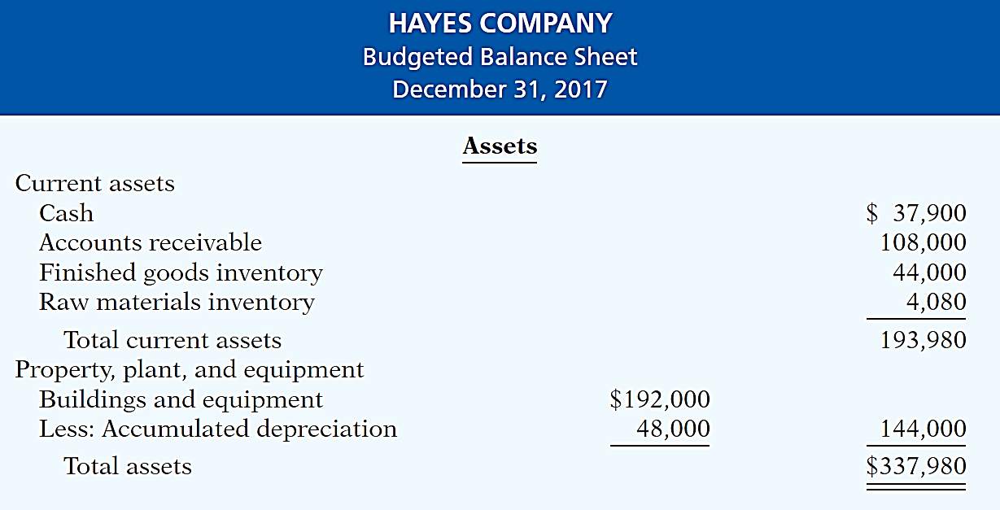 HAYES COMPANY
Budgeted Balance Sheet
December 31, 2017
Assets
Current assets
Cash $ 37,900
Accounts receivable 108,000
Finished goods inventory 44,000
Raw materials inventory 4,080
Total current assets 193,980
Property, plant, and equipment
Buildings and equipment $192,000
Less: Accumulated depreciation 48,000 144,000
Total assets $337,980